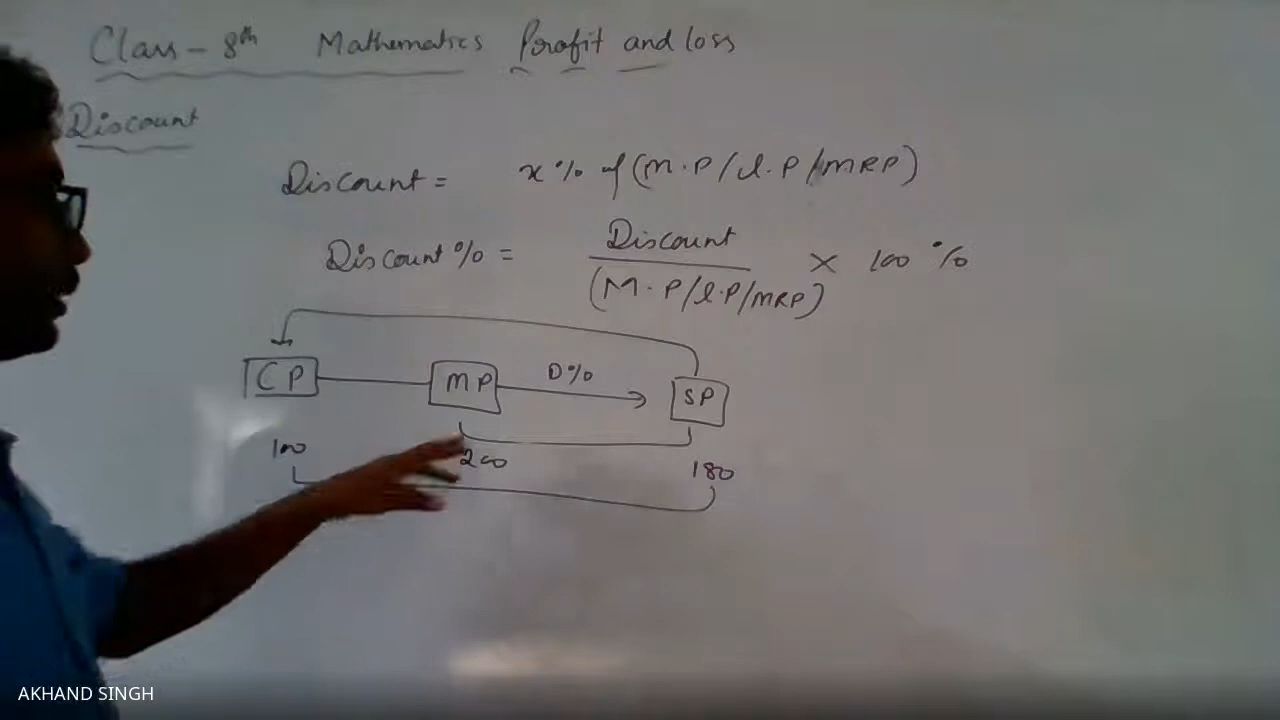 Class - 8th Mathematics Profit and loss
Discount
Discount = x% of (M.P/l.P/MRP)
Discount% = Discount / (M.P/l.P/MRP) × 100%
CP MP D% SP
100 200 180
AKHAND SINGH